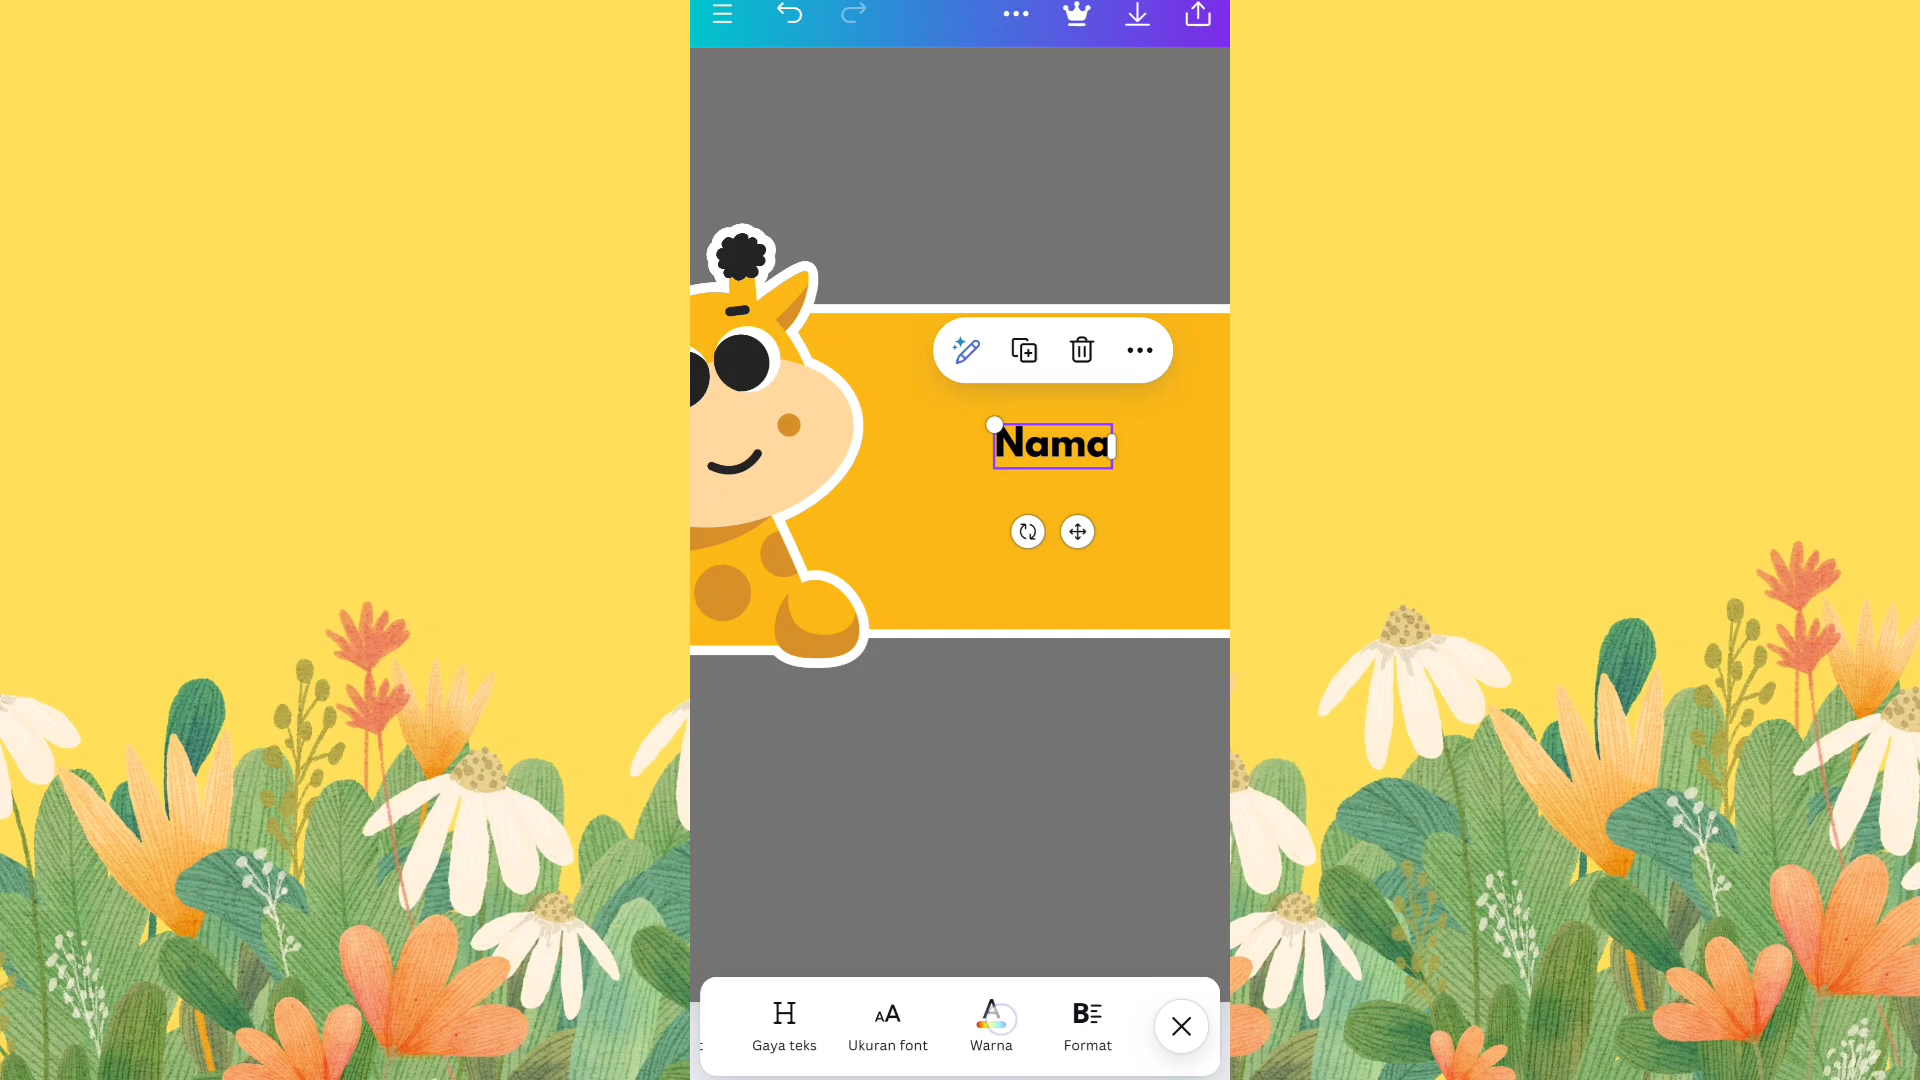 Nama
Gaya teks
Ukuran font
Warna
Format